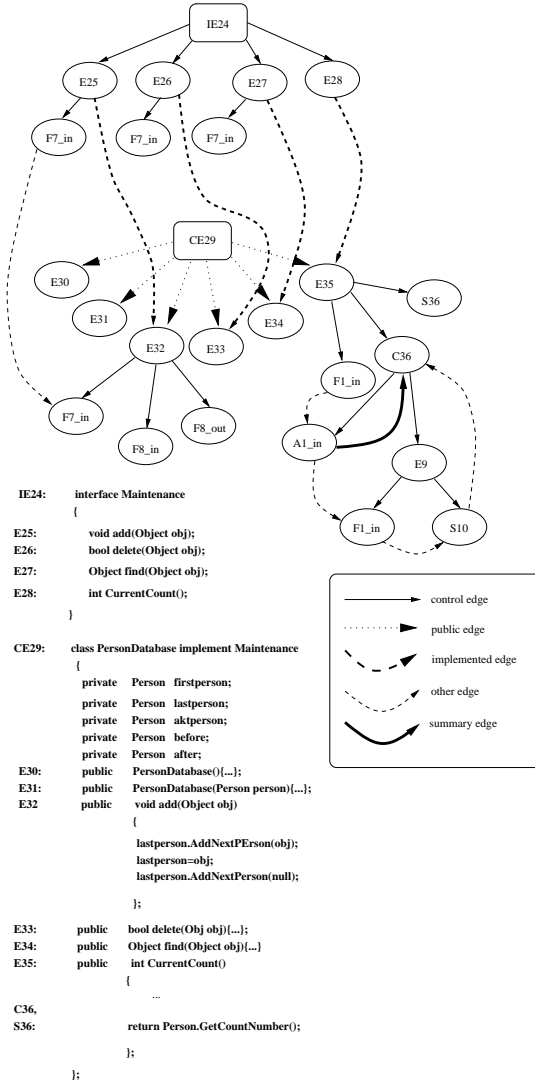 IE24
E25
E26
E27
E28
F7_in
F7_in
F7_in
CE29
E30
E31
E32
E33
E34
E35
S36
C36
F1_in
F7_in
F8_in
F8_out
A1_in
E9
F1_in
S10
IE24: interface Maintenance
{
E25: void add(Object obj);
E26: bool delete(Object obj);
E27: Object find(Object obj);
E28: int CurrentCount();
}
control edge
public edge
implemented edge
other edge
summary edge
CE29: class PersonDatabase implement Maintenance
{
private Person firstperson;
private Person lastperson;
private Person aktperson;
private Person before;
private Person after;
E30: public PersonDatabase(){...};
E31: public PersonDatabase(Person person){...};
E32 public void add(Object obj)
{
lastperson.AddNextPErson(obj);
lastperson=obj;
lastperson.AddNextPerson(null);
};
E33: public bool delete(Obj obj){...};
E34: public Object find(Object obj){...}
E35: public int CurrentCount()
{
...
C36,
S36: return Person.GetCountNumber();
};
};